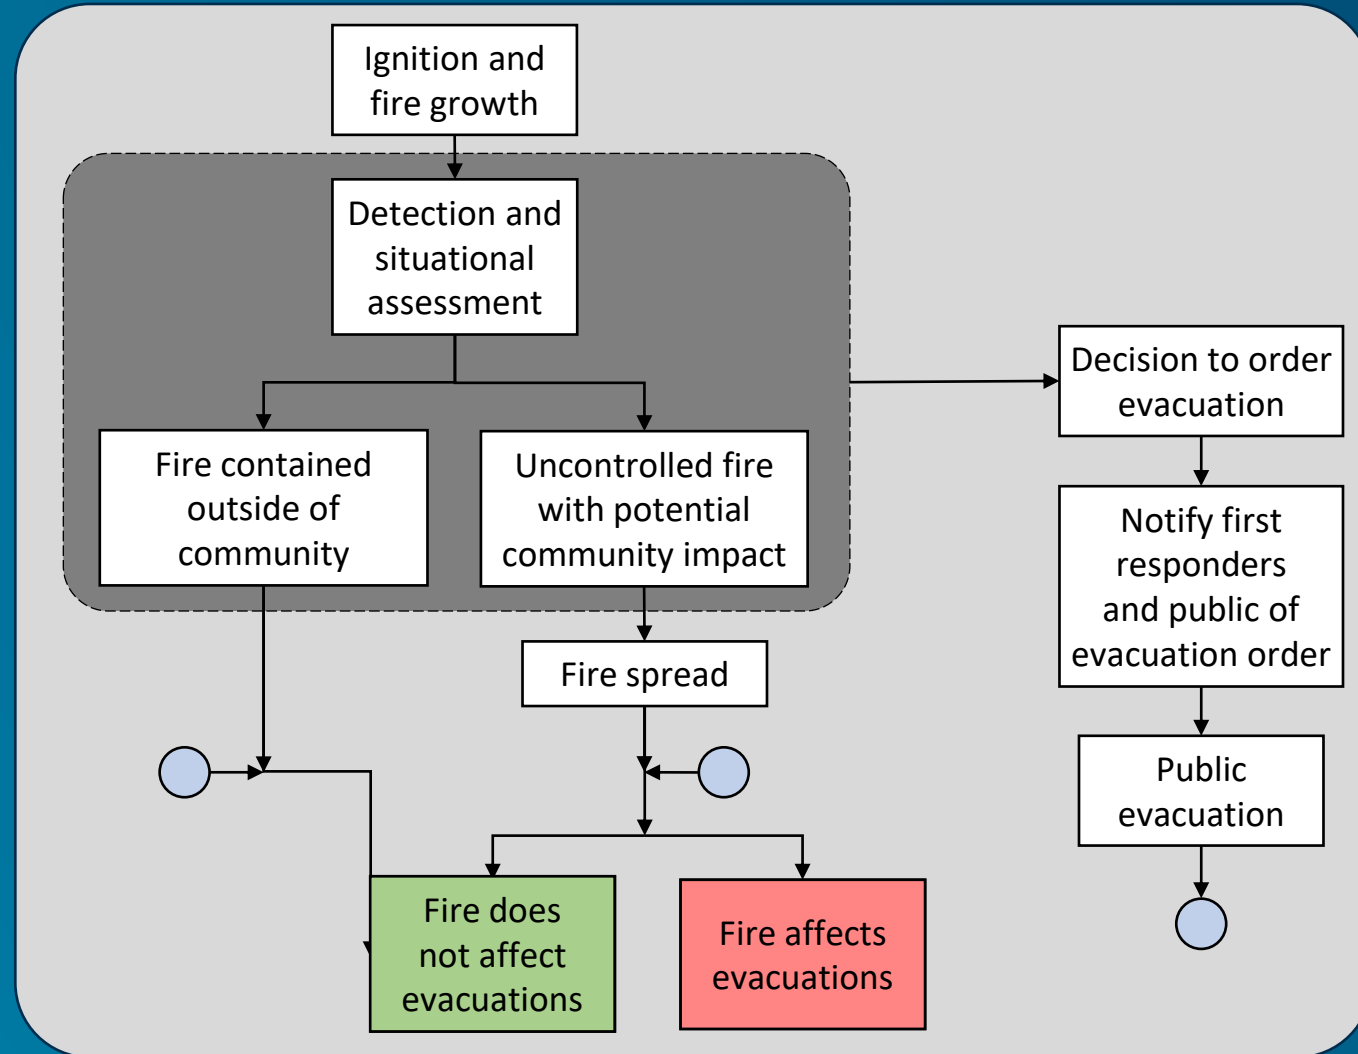 Ignition and
fire growth
Detection and
situational
assessment
Fire contained
outside of
community
Uncontrolled fire
with potential
community impact
Fire spread
Fire does
not affect
evacuations
Fire affects
evacuations
Decision to order
evacuation
Notify first
responders
and public of
evacuation order
Public
evacuation